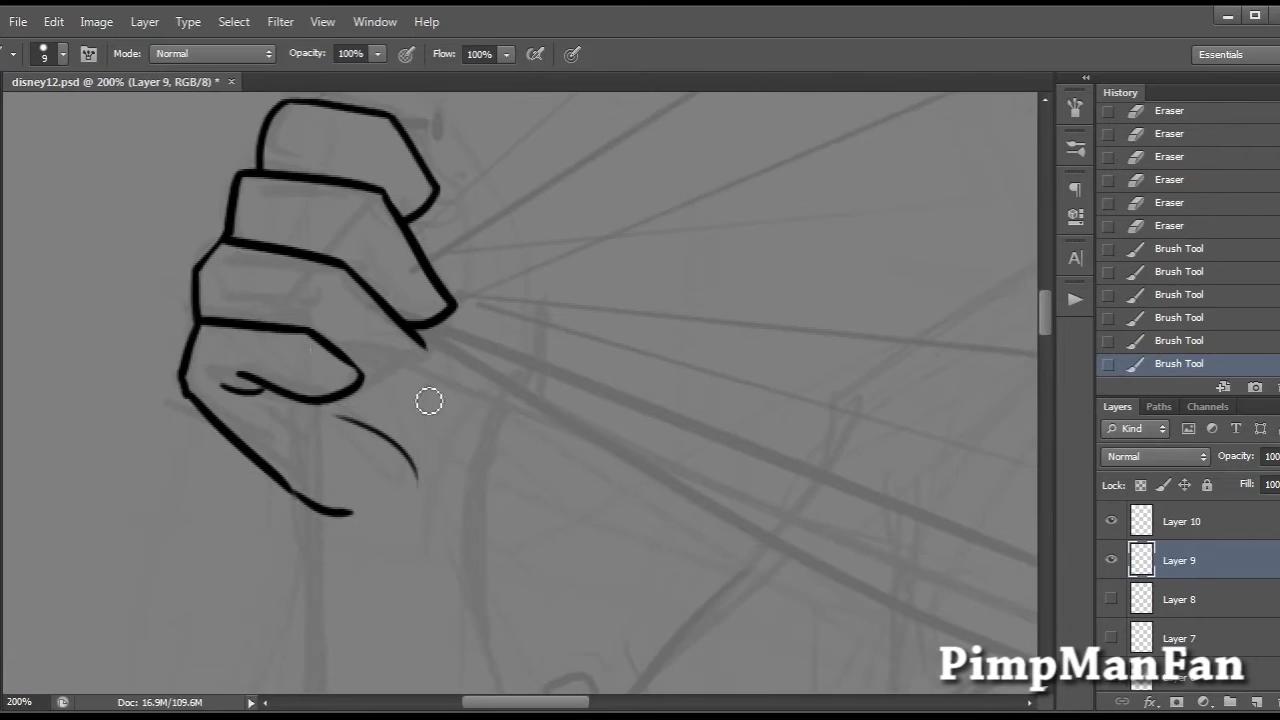 File Edit Image Layer Type Select Filter View Window Help
9 Mode: Normal Opacity: 100% Flow: 100% Essentials
disney12.psd @ 200% (Layer 9, RGB/8) * ×
History
Eraser
Eraser
Eraser
Eraser
Eraser
Eraser
Brush Tool
Brush Tool
Brush Tool
Brush Tool
Brush Tool
Brush Tool
Layers Paths Channels
Kind
Normal Opacity: 100
Lock: Fill: 100
Layer 10
Layer 9
Layer 8
Layer 7
PimpManFan
200% Doc: 16.9M/109.6M